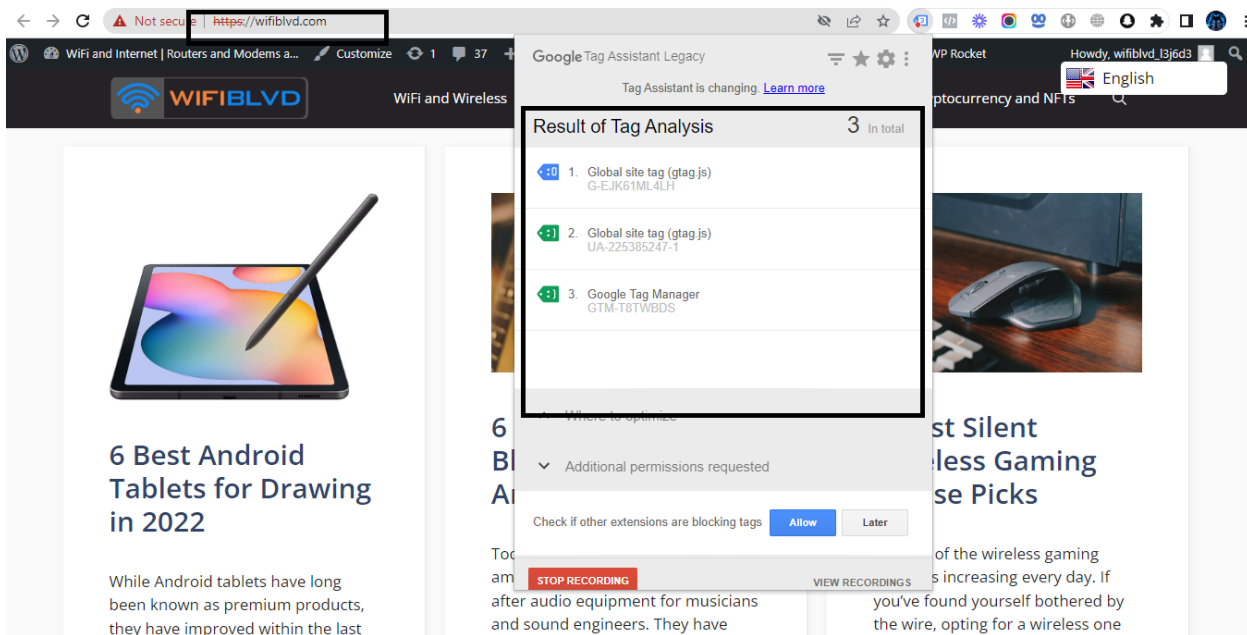 Not secure | https://wifiblvd.com
WiFi and Internet | Routers and Modems a... Customize 1 37 + WP Rocket Howdy, wifiblvd_l3j6d3
English
WIFIBLVD WiFi and Wireless ptocurrency and NFTs
Google Tag Assistant Legacy
Tag Assistant is changing. Learn more
Result of Tag Analysis 3 In total
1. Global site tag (gtag.js)
G-EJK61ML4LH
2. Global site tag (gtag.js)
UA-225385247-1
3. Google Tag Manager
GTM-T8TWBDS
Where to optimize
Additional permissions requested
Check if other extensions are blocking tags Allow Later
STOP RECORDING VIEW RECORDINGS
6 Best Android
Tablets for Drawing
in 2022
While Android tablets have long
been known as premium products,
they have improved within the last
6
Bl
A
Too
am
after audio equipment for musicians
and sound engineers. They have
st Silent
eless Gaming
se Picks
of the wireless gaming
s increasing every day. If
you've found yourself bothered by
the wire, opting for a wireless one